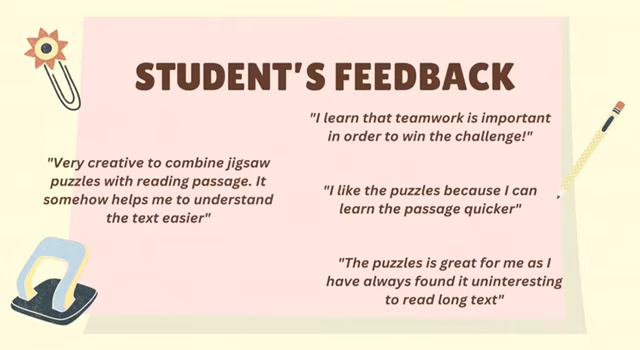 STUDENT'S FEEDBACK
"Very creative to combine jigsaw
puzzles with reading passage. It
somehow helps me to understand
the text easier"
"I learn that teamwork is important
in order to win the challenge!"
"I like the puzzles because I can
learn the passage quicker"
"The puzzles is great for me as I
have always found it uninteresting
to read long text"